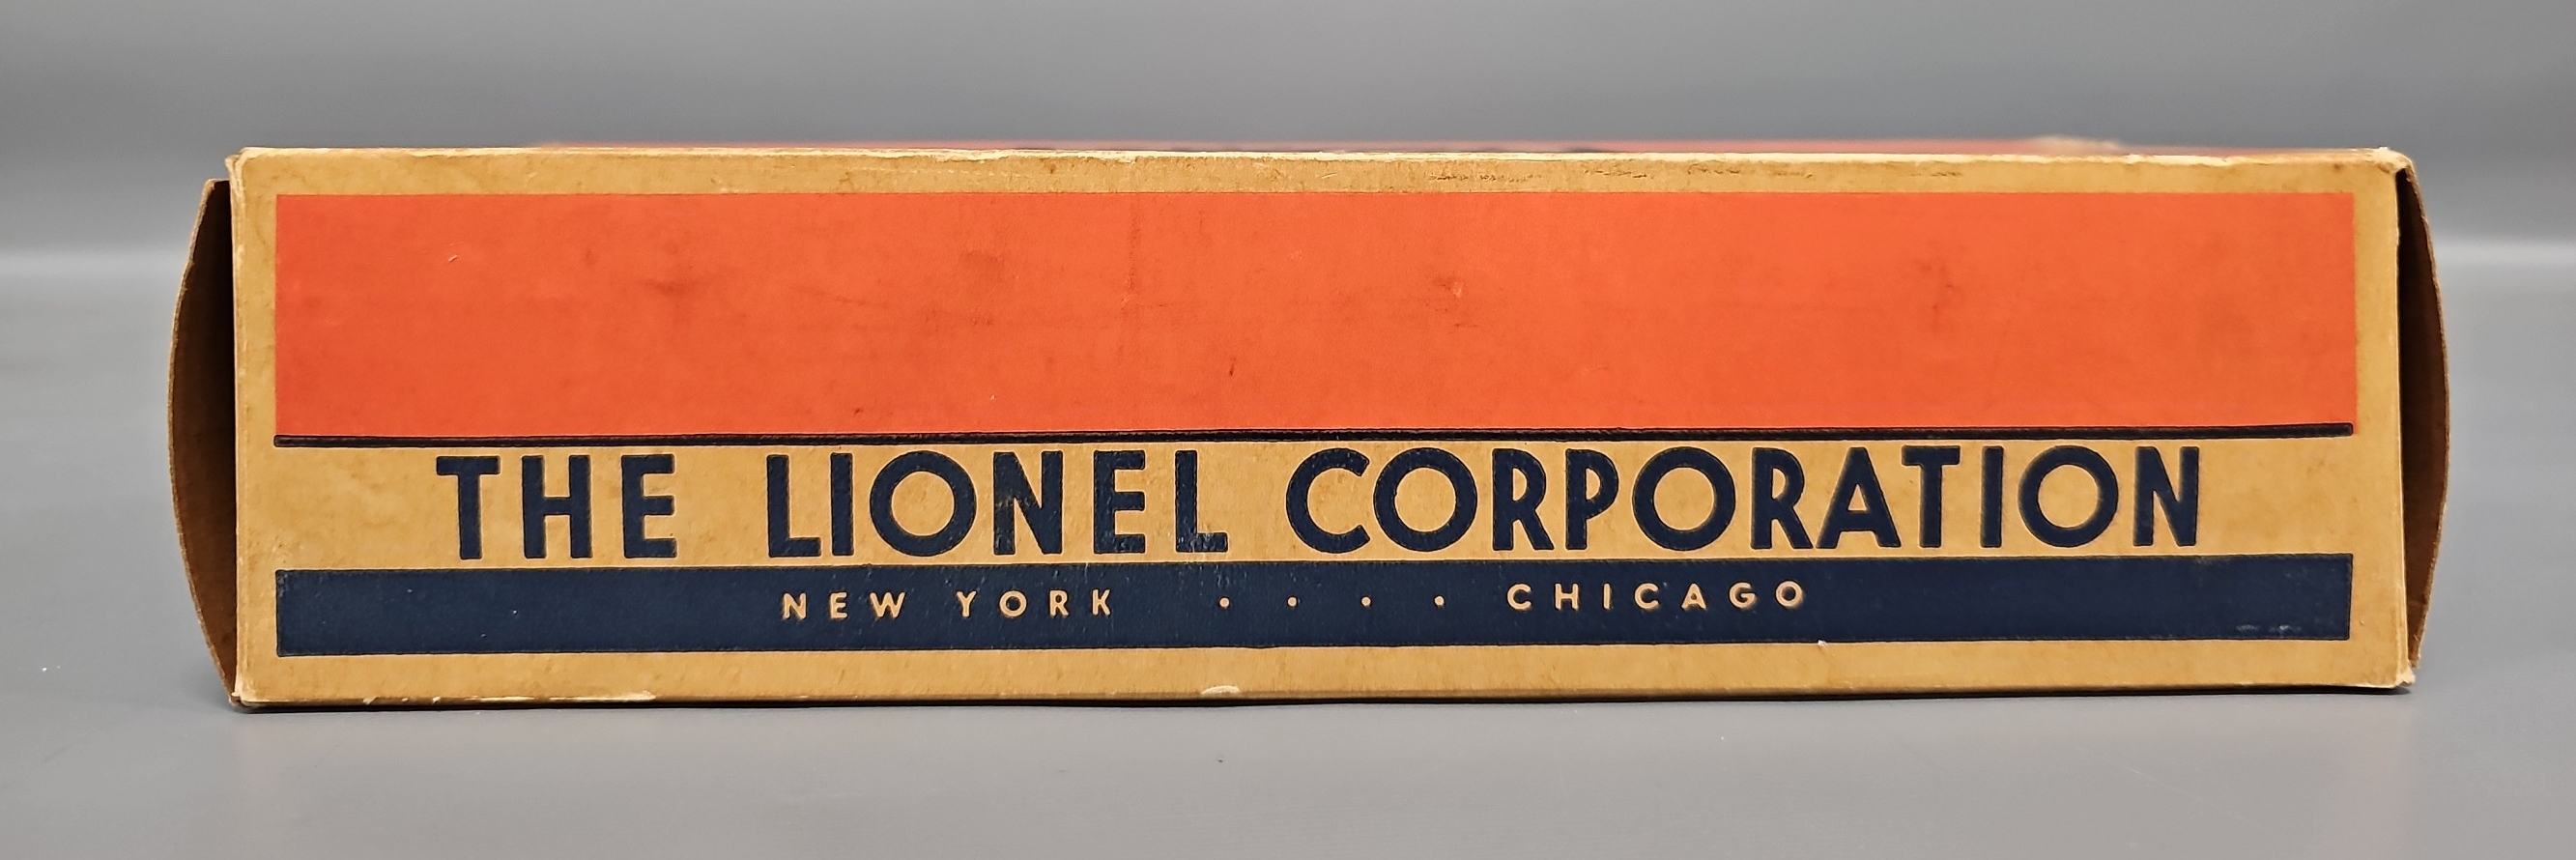 THE LIONEL CORPORATION
NEW YORK . . . . CHICAGO